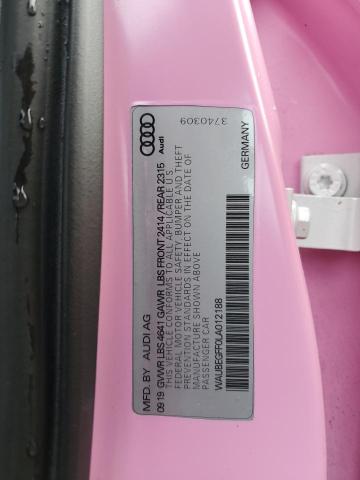 MFD. BY AUDI AG
09 19 GVWR LBS 4641 GAWR LBS FRONT 2414 / REAR 2315
THIS VEHICLE CONFORMS TO ALL APPLICABLE U.S.
FEDERAL MOTOR VEHICLE SAFETY, BUMPER AND THEFT
PREVENTION STANDARDS IN EFFECT ON THE DATE OF
MANUFACTURE SHOWN ABOVE
PASSENGER CAR
WAUBEGFF0LA012188
Audi
3740309
GERMANY